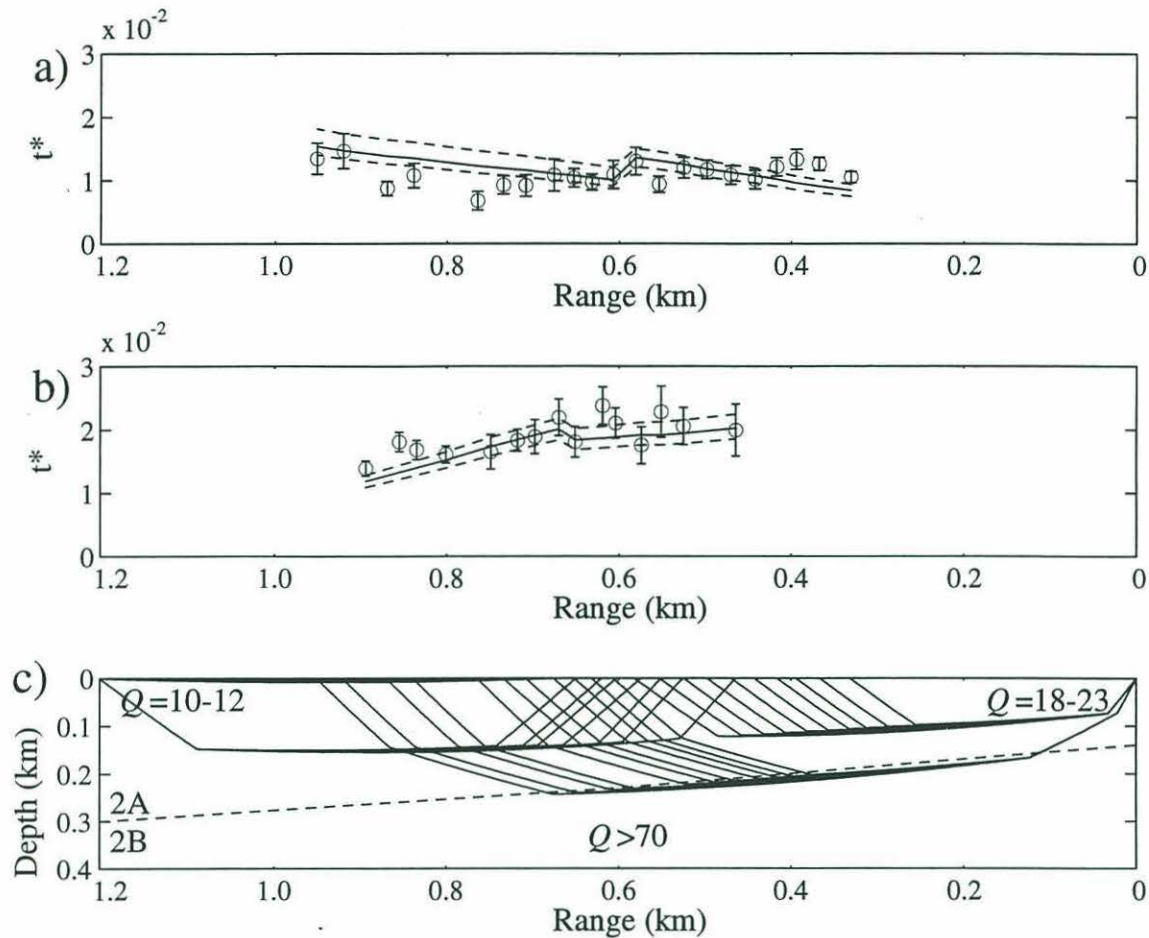 x 10-2
a)
3
2
1
0
t*
1.2 1.0 0.8 0.6 0.4 0.2 0
Range (km)
x 10-2
b)
3
2
1
0
t*
1.2 1.0 0.8 0.6 0.4 0.2 0
Range (km)
c)
0
0.1
0.2
0.3
0.4
Depth (km)
Q=10-12
Q=18-23
2A
2B
Q>70
1.2 1.0 0.8 0.6 0.4 0.2 0
Range (km)